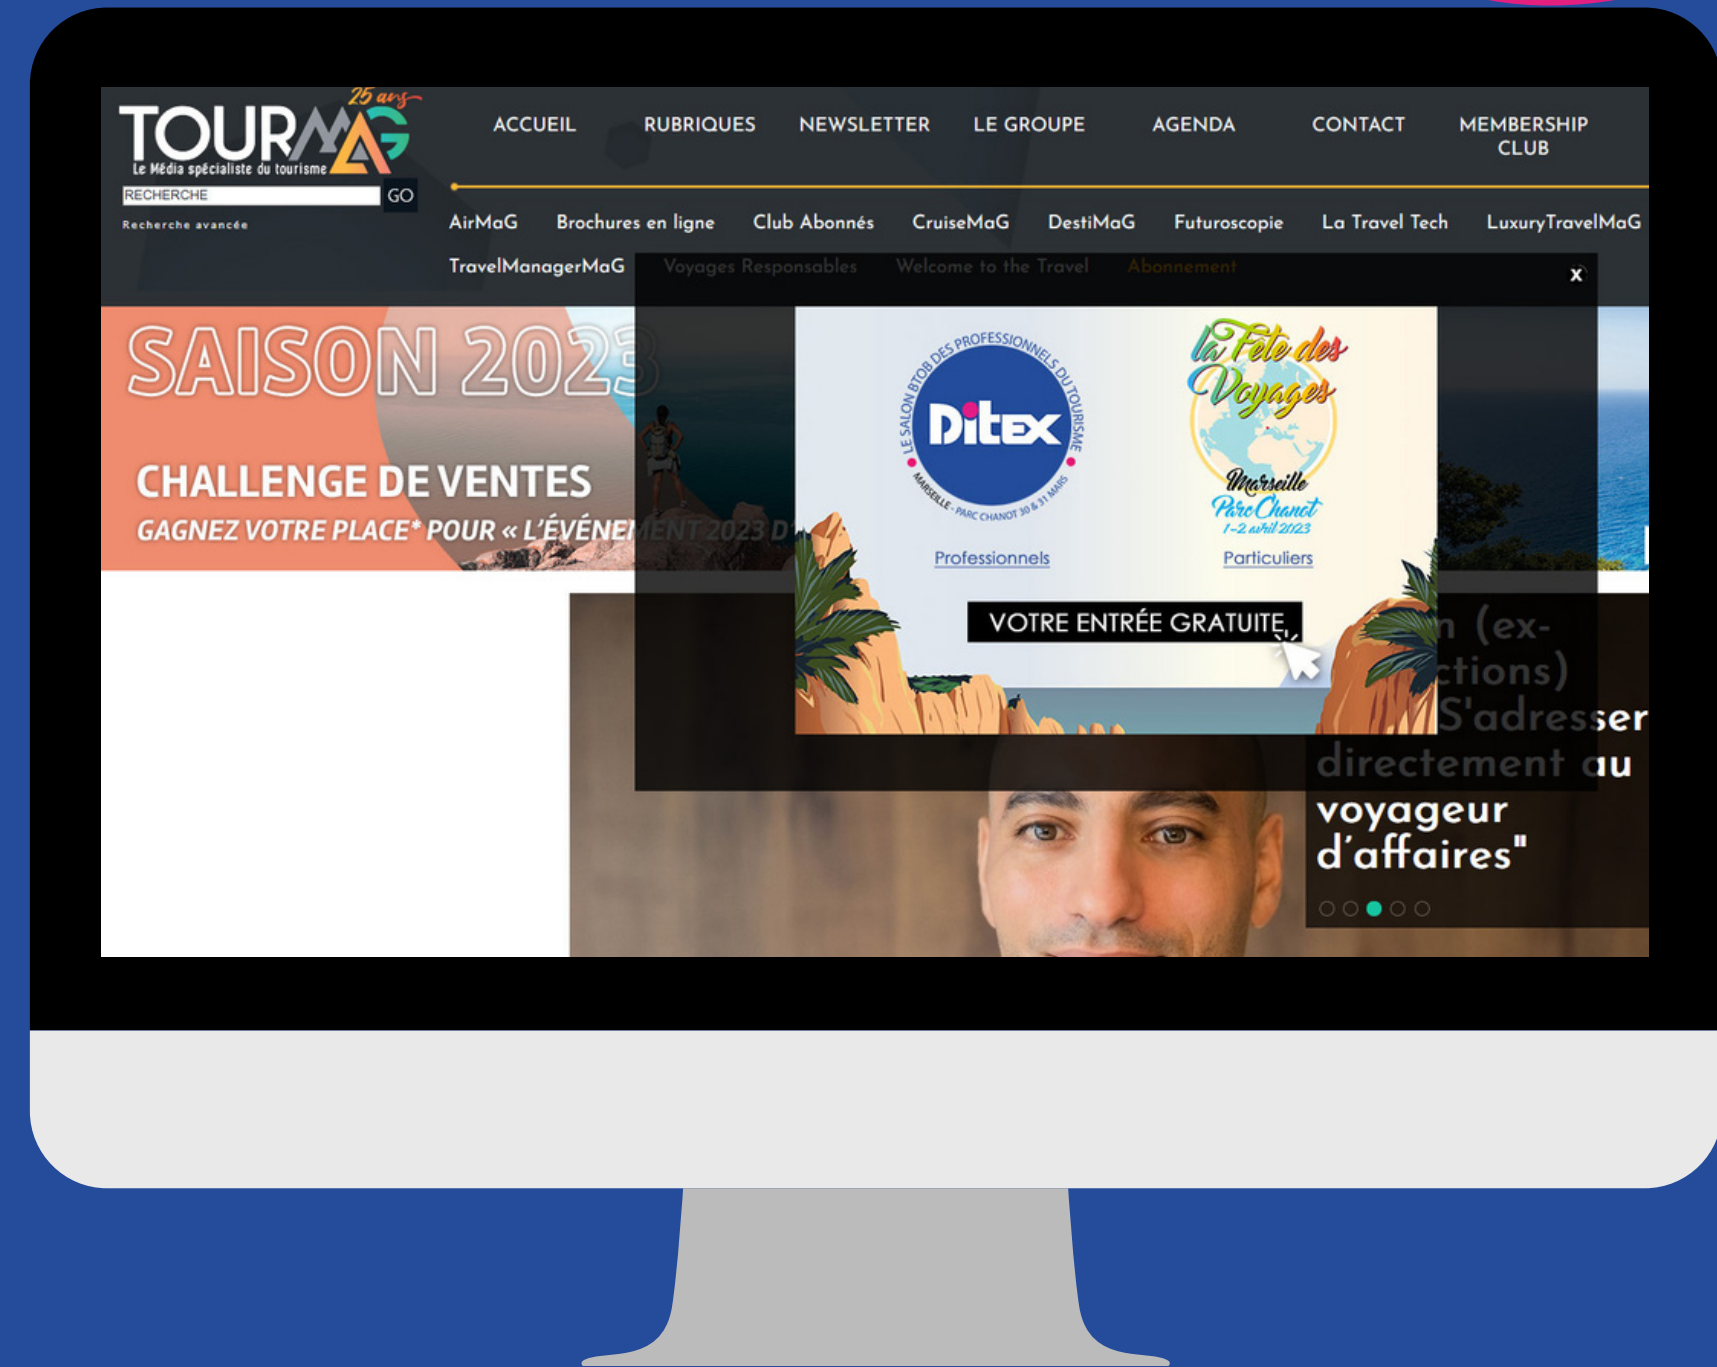 25 ans
TOURMAG
Le Média spécialiste du tourisme
RECHERCHE GO
Recherche avancée
ACCUEIL RUBRIQUES NEWSLETTER LE GROUPE AGENDA CONTACT MEMBERSHIP
CLUB
AirMaG Brochures en ligne Club Abonnés CruiseMaG DestiMaG Futuroscopie La Travel Tech LuxuryTravelMaG
TravelManagerMaG Voyages Responsables Welcome to the Travel Abonnement
x
SAISON 2023
CHALLENGE DE VENTES
GAGNEZ VOTRE PLACE* POUR « L'ÉVÉNEMENT 2023 D'
LE SALON BTOB DES PROFESSIONNELS DU TOURISME
Ditex
MARSEILLE - PARC CHANOT 30 & 31 MARS
Professionnels
la Fête des
Voyages
Marseille
Parc Chanot
1-2 avril 2023
Particuliers
VOTRE ENTRÉE GRATUITE
(ex-
S'adresser
directement au
voyageur
d'affaires"